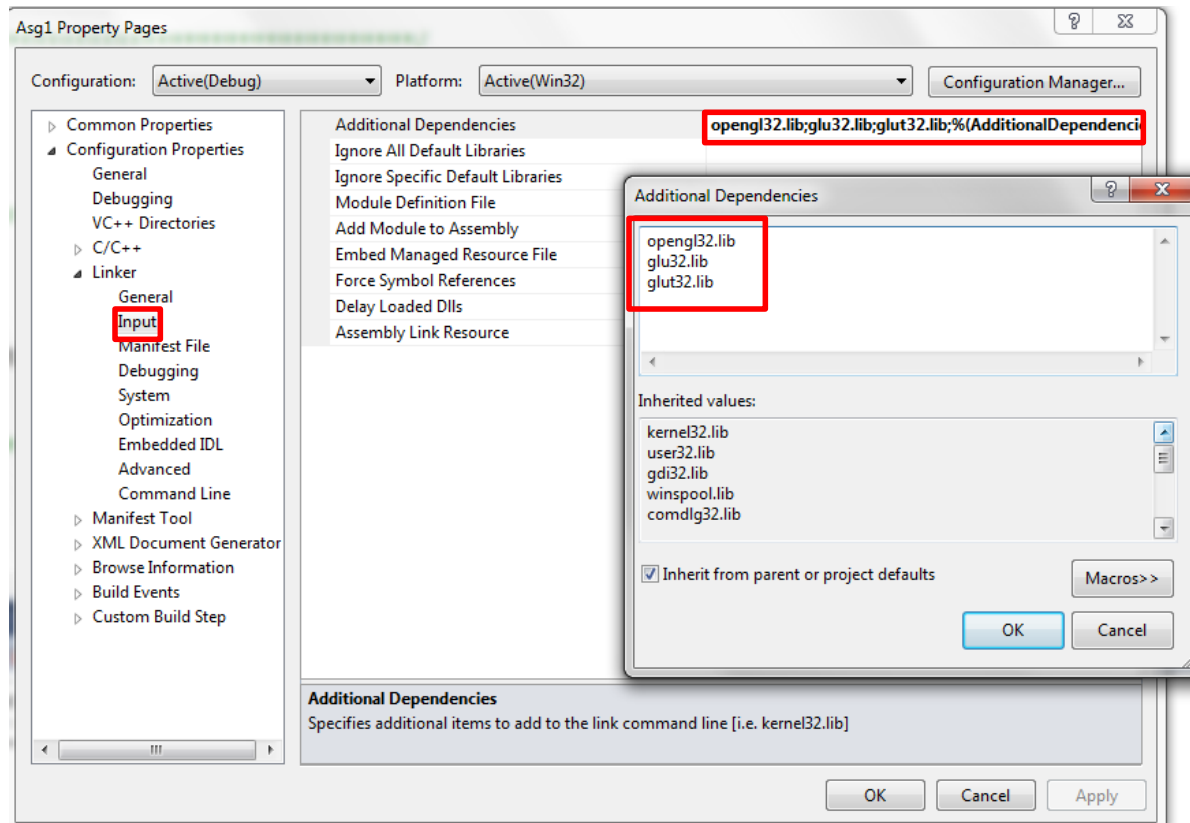 Asg1 Property Pages
Configuration: Active(Debug) Platform: Active(Win32) Configuration Manager...
Common Properties
Configuration Properties
General
Debugging
VC++ Directories
C/C++
Linker
General
Input
Manifest File
Debugging
System
Optimization
Embedded IDL
Advanced
Command Line
Manifest Tool
XML Document Generator
Browse Information
Build Events
Custom Build Step
Additional Dependencies opengl32.lib;glu32.lib;glut32.lib;%(AdditionalDependenci
Ignore All Default Libraries
Ignore Specific Default Libraries
Module Definition File
Add Module to Assembly
Embed Managed Resource File
Force Symbol References
Delay Loaded Dlls
Assembly Link Resource
Additional Dependencies
opengl32.lib
glu32.lib
glut32.lib
Inherited values:
kernel32.lib
user32.lib
gdi32.lib
winspool.lib
comdlg32.lib
Inherit from parent or project defaults
Macros>>
OK Cancel
Additional Dependencies
Specifies additional items to add to the link command line [i.e. kernel32.lib]
OK Cancel Apply